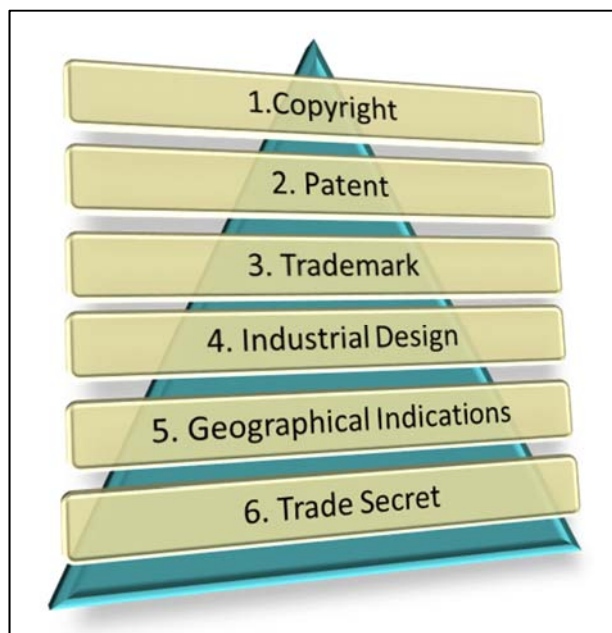 1.Copyright
2. Patent
3. Trademark
4. Industrial Design
5. Geographical Indications
6. Trade Secret